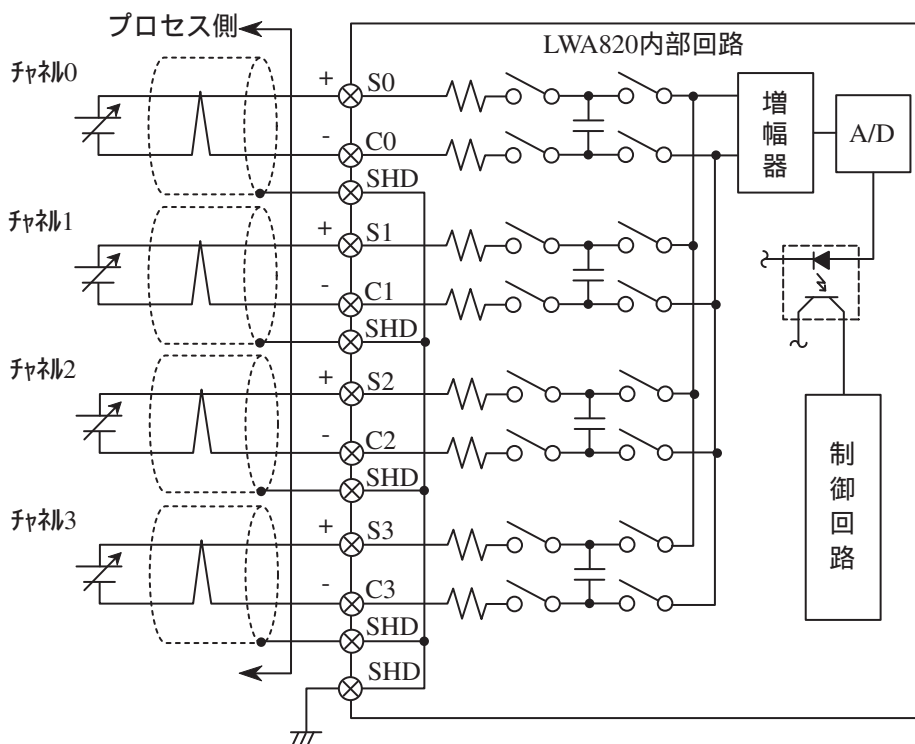 プロセス側
LWA820内部回路
チャネル0
+
S0
-
C0
SHD
増幅器
A/D
チャネル1
+
S1
-
C1
SHD
チャネル2
+
S2
-
C2
SHD
制御回路
チャネル3
+
S3
-
C3
SHD
SHD